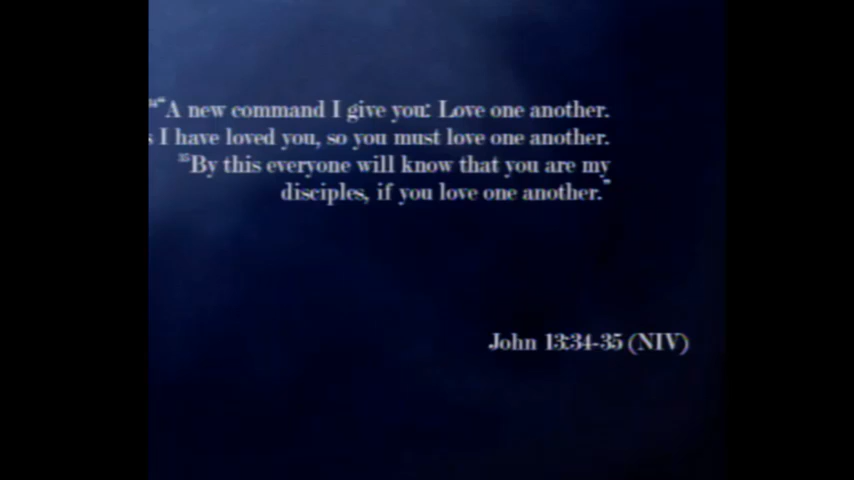 34“A new command I give you: Love one another.
s I have loved you, so you must love one another.
35By this everyone will know that you are my
disciples, if you love one another.”
John 13:34-35 (NIV)